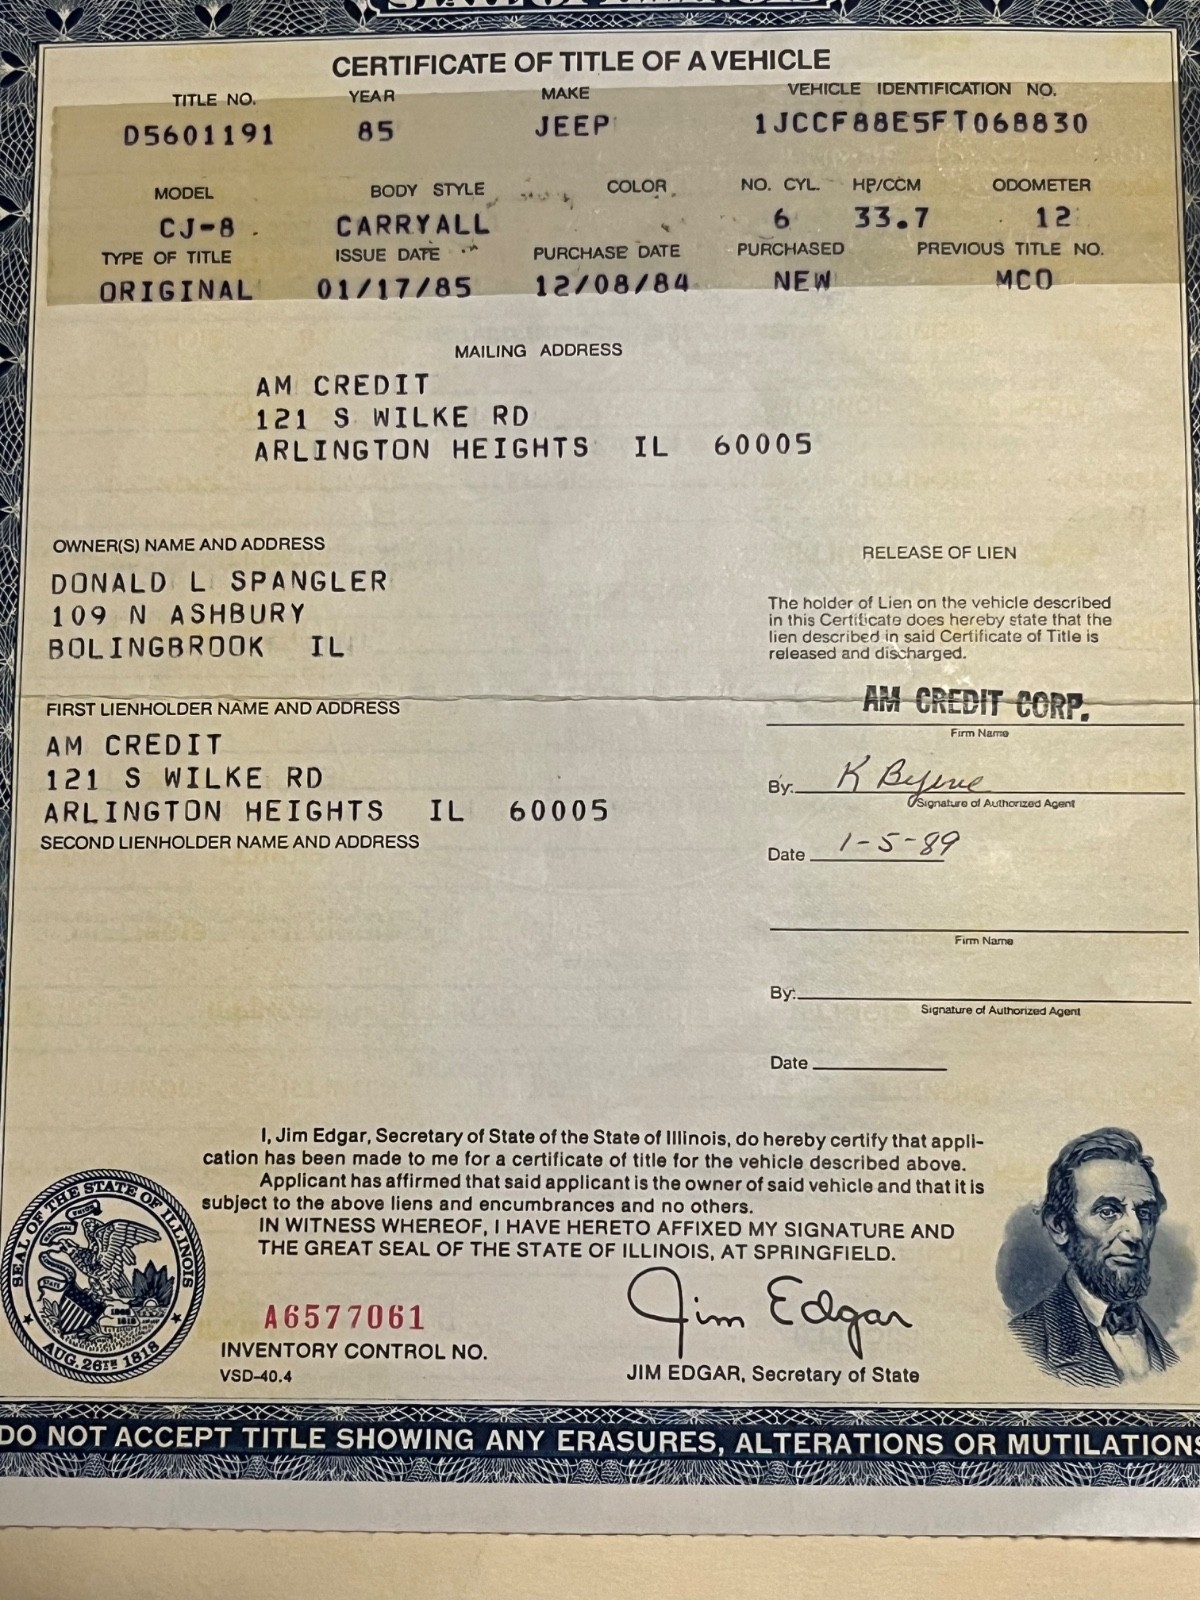 STATE OF ILLINOIS
CERTIFICATE OF TITLE OF A VEHICLE
TITLE NO. YEAR MAKE VEHICLE IDENTIFICATION NO.
D5601191 85 JEEP 1JCCF88E5FT068830
MODEL BODY STYLE COLOR NO. CYL. HP/CCM ODOMETER
CJ-8 CARRYALL 6 33.7 12
TYPE OF TITLE ISSUE DATE PURCHASE DATE PURCHASED PREVIOUS TITLE NO.
ORIGINAL 01/17/85 12/08/84 NEW MCO
MAILING ADDRESS
AM CREDIT
121 S WILKE RD
ARLINGTON HEIGHTS IL 60005
OWNER(S) NAME AND ADDRESS
DONALD L SPANGLER
109 N ASHBURY
BOLINGBROOK IL
RELEASE OF LIEN
The holder of Lien on the vehicle described
in this Certificate does hereby state that the
lien described in said Certificate of Title is
released and discharged.
FIRST LIENHOLDER NAME AND ADDRESS
AM CREDIT
121 S WILKE RD
ARLINGTON HEIGHTS IL 60005
SECOND LIENHOLDER NAME AND ADDRESS
AM CREDIT CORP.
Firm Name
By: K Byrne
Signature of Authorized Agent
Date 1-5-89
Firm Name
By:
Signature of Authorized Agent
Date
I, Jim Edgar, Secretary of State of the State of Illinois, do hereby certify that appli-
cation has been made to me for a certificate of title for the vehicle described above.
Applicant has affirmed that said applicant is the owner of said vehicle and that it is
subject to the above liens and encumbrances and no others.
IN WITNESS WHEREOF, I HAVE HERETO AFFIXED MY SIGNATURE AND
THE GREAT SEAL OF THE STATE OF ILLINOIS, AT SPRINGFIELD.
SEAL OF THE STATE OF ILLINOIS
AUG. 26TH 1818
1868
1818
A6577061
INVENTORY CONTROL NO.
VSD-40.4
Jim Edgar
JIM EDGAR, Secretary of State
DO NOT ACCEPT TITLE SHOWING ANY ERASURES, ALTERATIONS OR MUTILATIONS